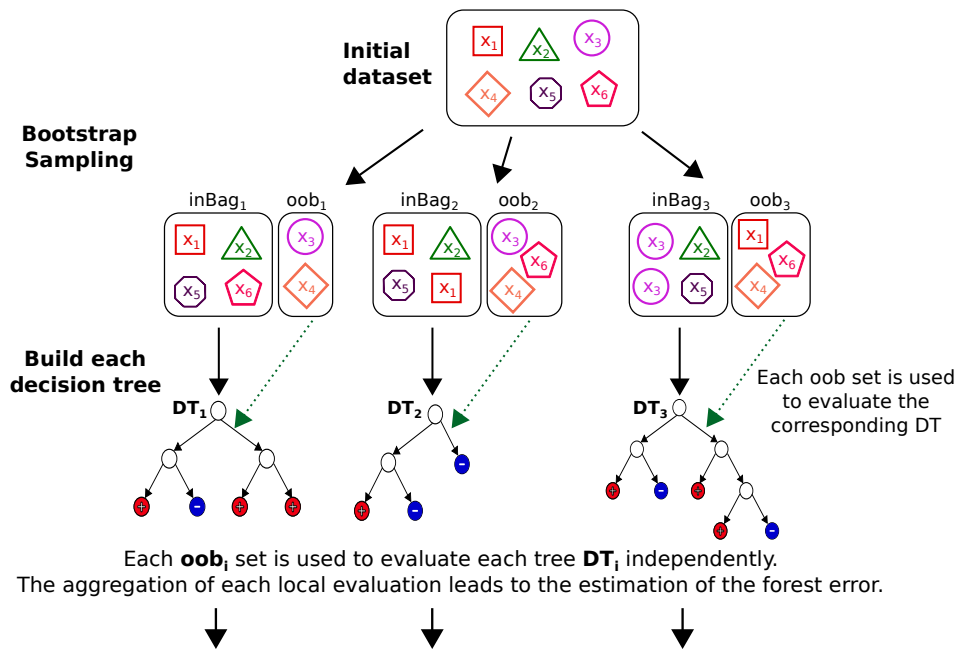 Initial
dataset
x1 x2 x3
x4 x5 x6
Bootstrap
Sampling
inBag1 oob1 inBag2 oob2 inBag3 oob3
x1 x2 x3 x1 x2 x3 x6 x3 x2 x1 x6
x5 x6 x4 x5 x1 x4 x3 x5 x4
Build each
decision tree
Each oob set is used
to evaluate the
corresponding DT
DT1 DT2 DT3
-
+ - + +
+ -
+ - +
+ -
Each oobi set is used to evaluate each tree DTi independently.
The aggregation of each local evaluation leads to the estimation of the forest error.